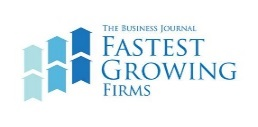 The Business Journal
Fastest
Growing
Firms